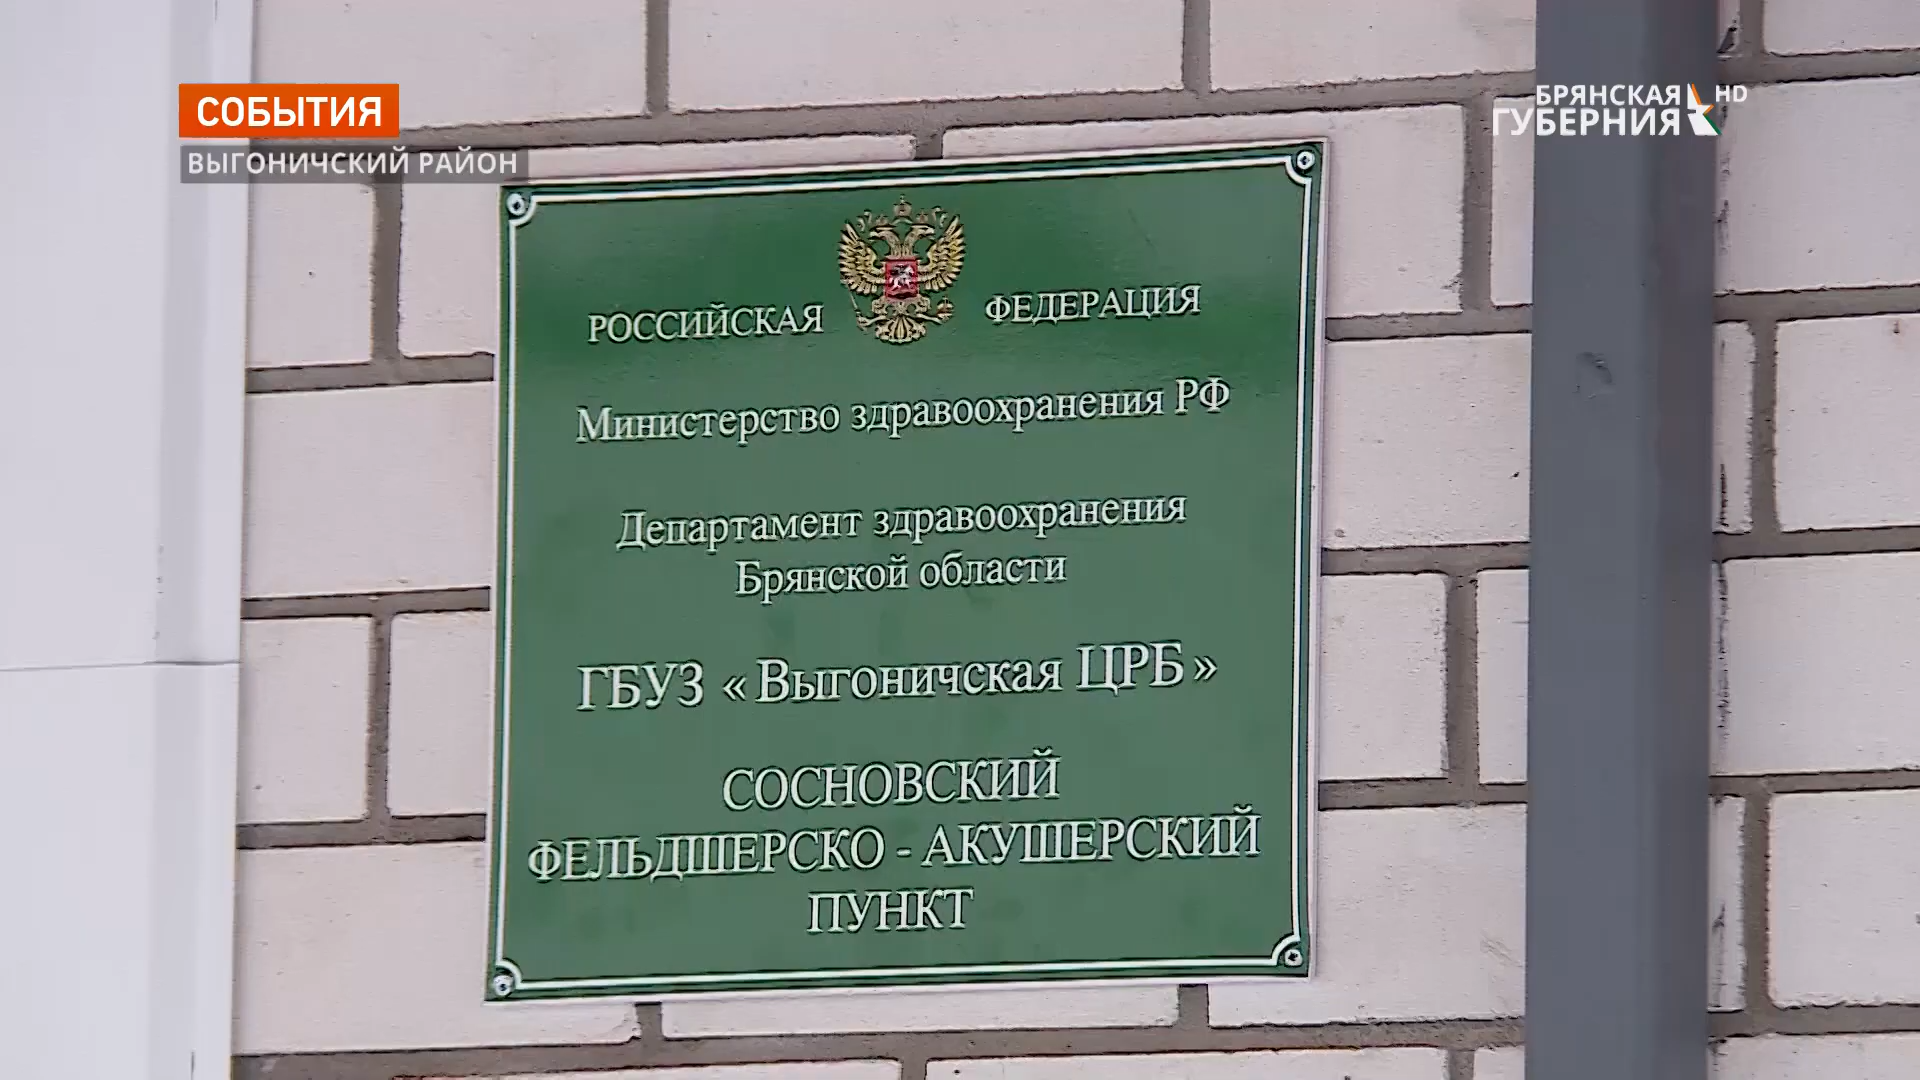 СОБЫТИЯ
ВЫГОНИЧСКИЙ РАЙОН
БРЯНСКАЯ HD
ГУБЕРНИЯ
РОССИЙСКАЯ ФЕДЕРАЦИЯ
Министерство здравоохранения РФ
Департамент здравоохранения
Брянской области
ГБУЗ «Выгоничская ЦРБ»
СОСНОВСКИЙ
ФЕЛЬДШЕРСКО - АКУШЕРСКИЙ
ПУНКТ